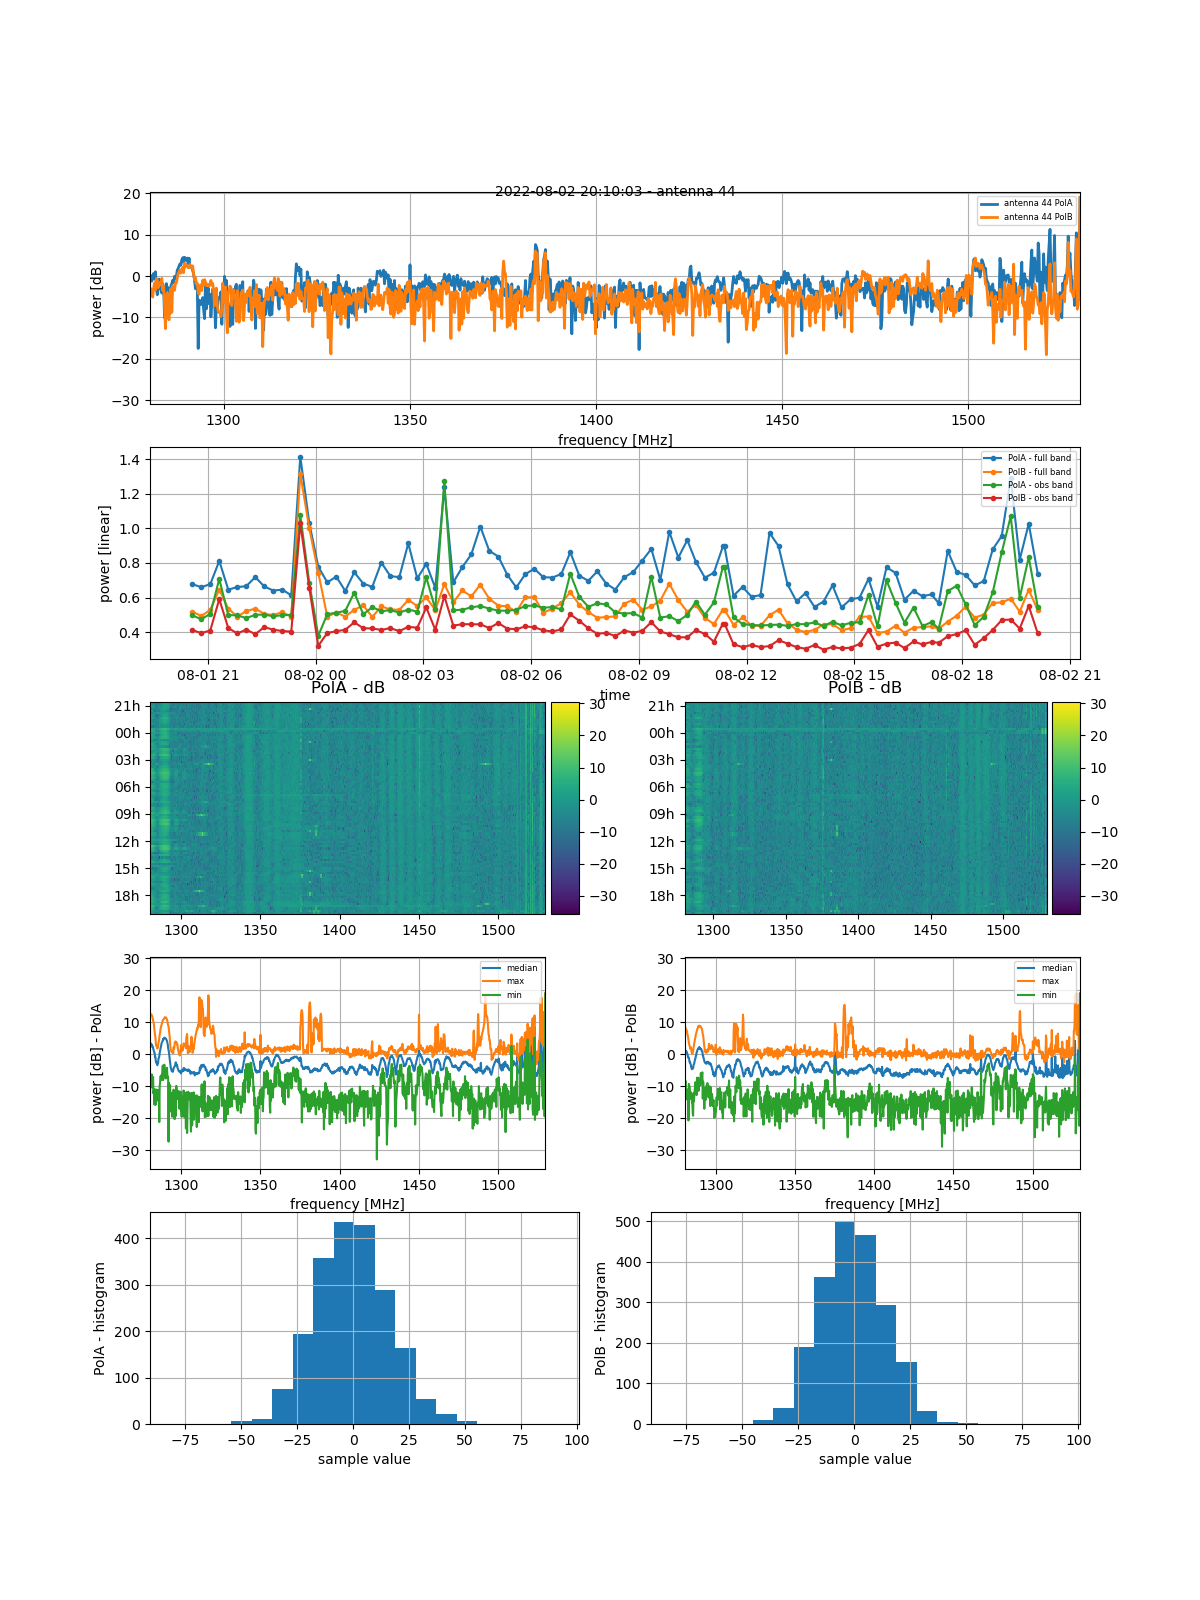 2022-08-02 20:10:03 - antenna 44
20
10
0
−10
−20
−30
power [dB]
antenna 44 PolA
antenna 44 PolB
1300
1350
1400
1450
1500
frequency [MHz]
1.4
1.2
1.0
0.8
0.6
0.4
power [linear]
PolA - full band
PolB - full band
PolA - obs band
PolB - obs band
08-01 21
08-02 00
08-02 03
08-02 06
08-02 09
08-02 12
08-02 15
08-02 18
08-02 21
time
PolA - dB
21h
00h
03h
06h
09h
12h
15h
18h
1300
1350
1400
1450
1500
30
20
10
0
−10
−20
−30
PolB - dB
21h
00h
03h
06h
09h
12h
15h
18h
1300
1350
1400
1450
1500
30
20
10
0
−10
−20
−30
30
20
10
0
−10
−20
−30
power [dB] - PolA
median
max
min
1300
1350
1400
1450
1500
frequency [MHz]
30
20
10
0
−10
−20
−30
power [dB] - PolB
median
max
min
1300
1350
1400
1450
1500
frequency [MHz]
400
300
200
100
0
PolA - histogram
−75
−50
−25
0
25
50
75
100
sample value
500
400
300
200
100
0
PolB - histogram
−75
−50
−25
0
25
50
75
100
sample value